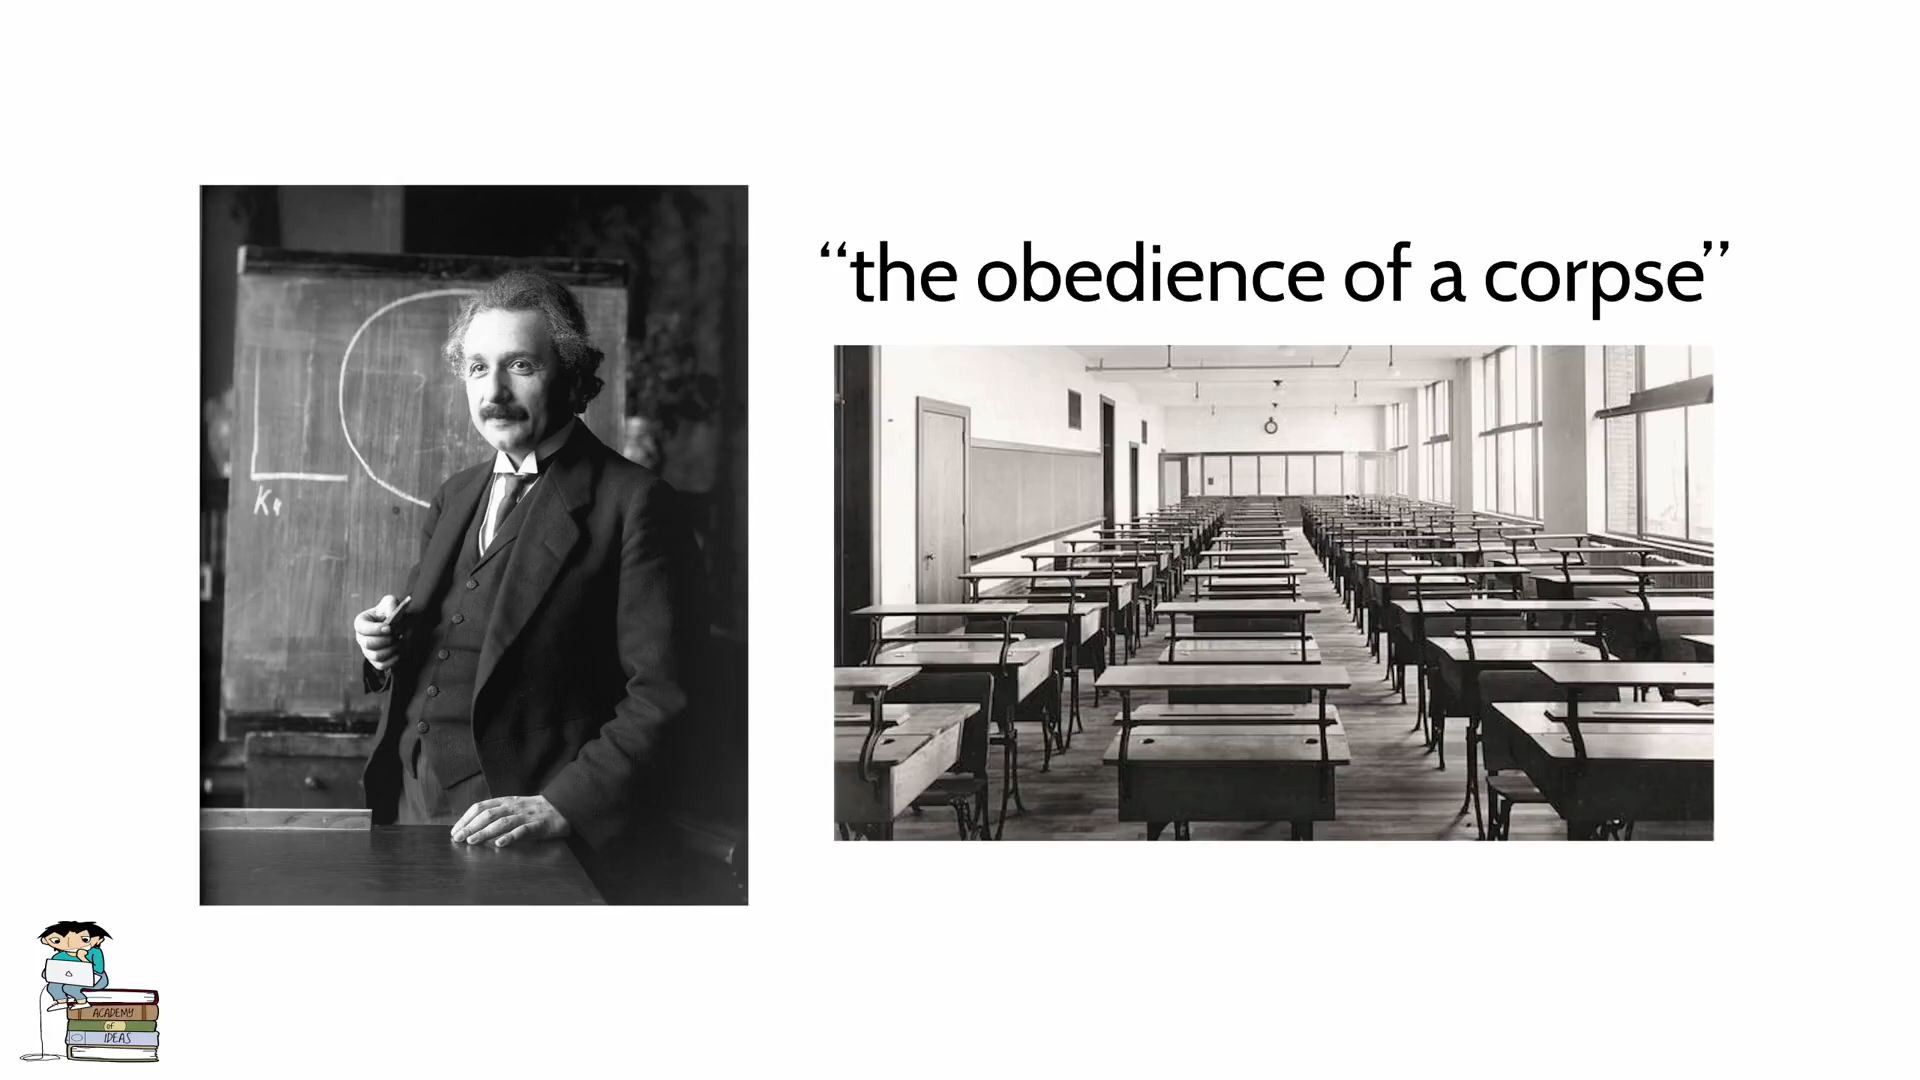 “the obedience of a corpse”
ACADEMY
of
IDEAS